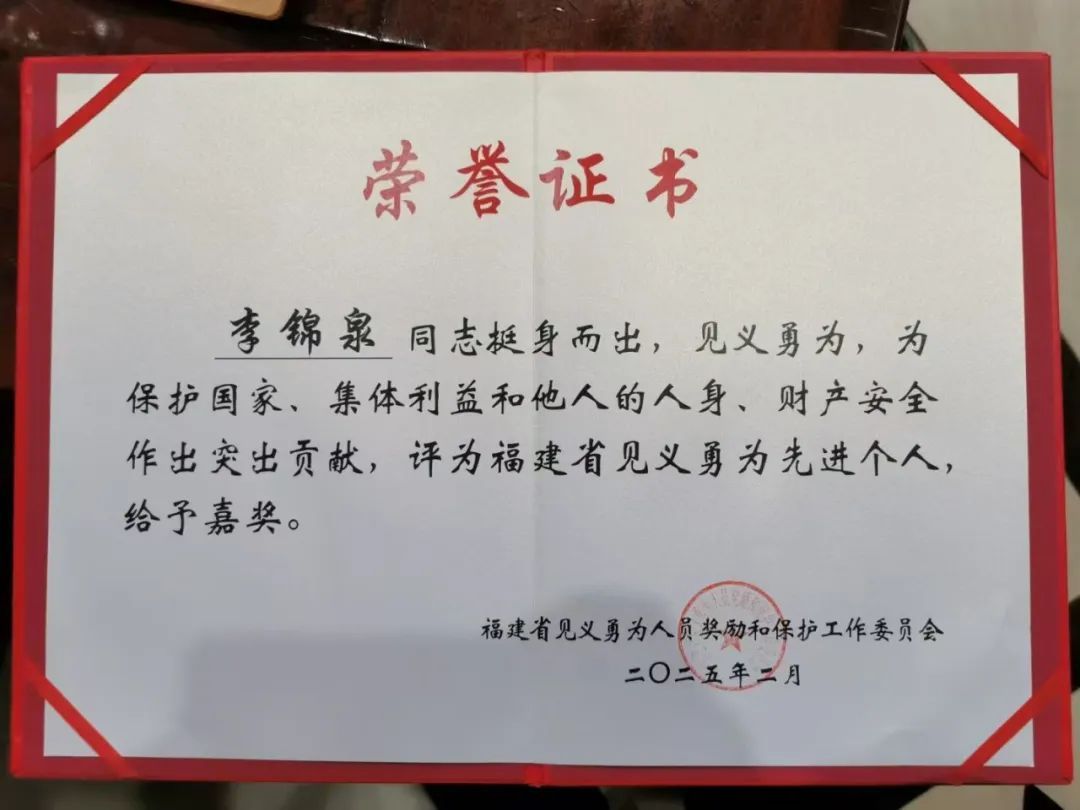 荣誉证书
李锦泉同志挺身而出，见义勇为，为
保护国家、集体利益和他人的人身、财产安全
作出突出贡献，评为福建省见义勇为先进个人，
给予嘉奖。
福建省见义勇为人员奖励和保护工作委员会
二〇二五年二月